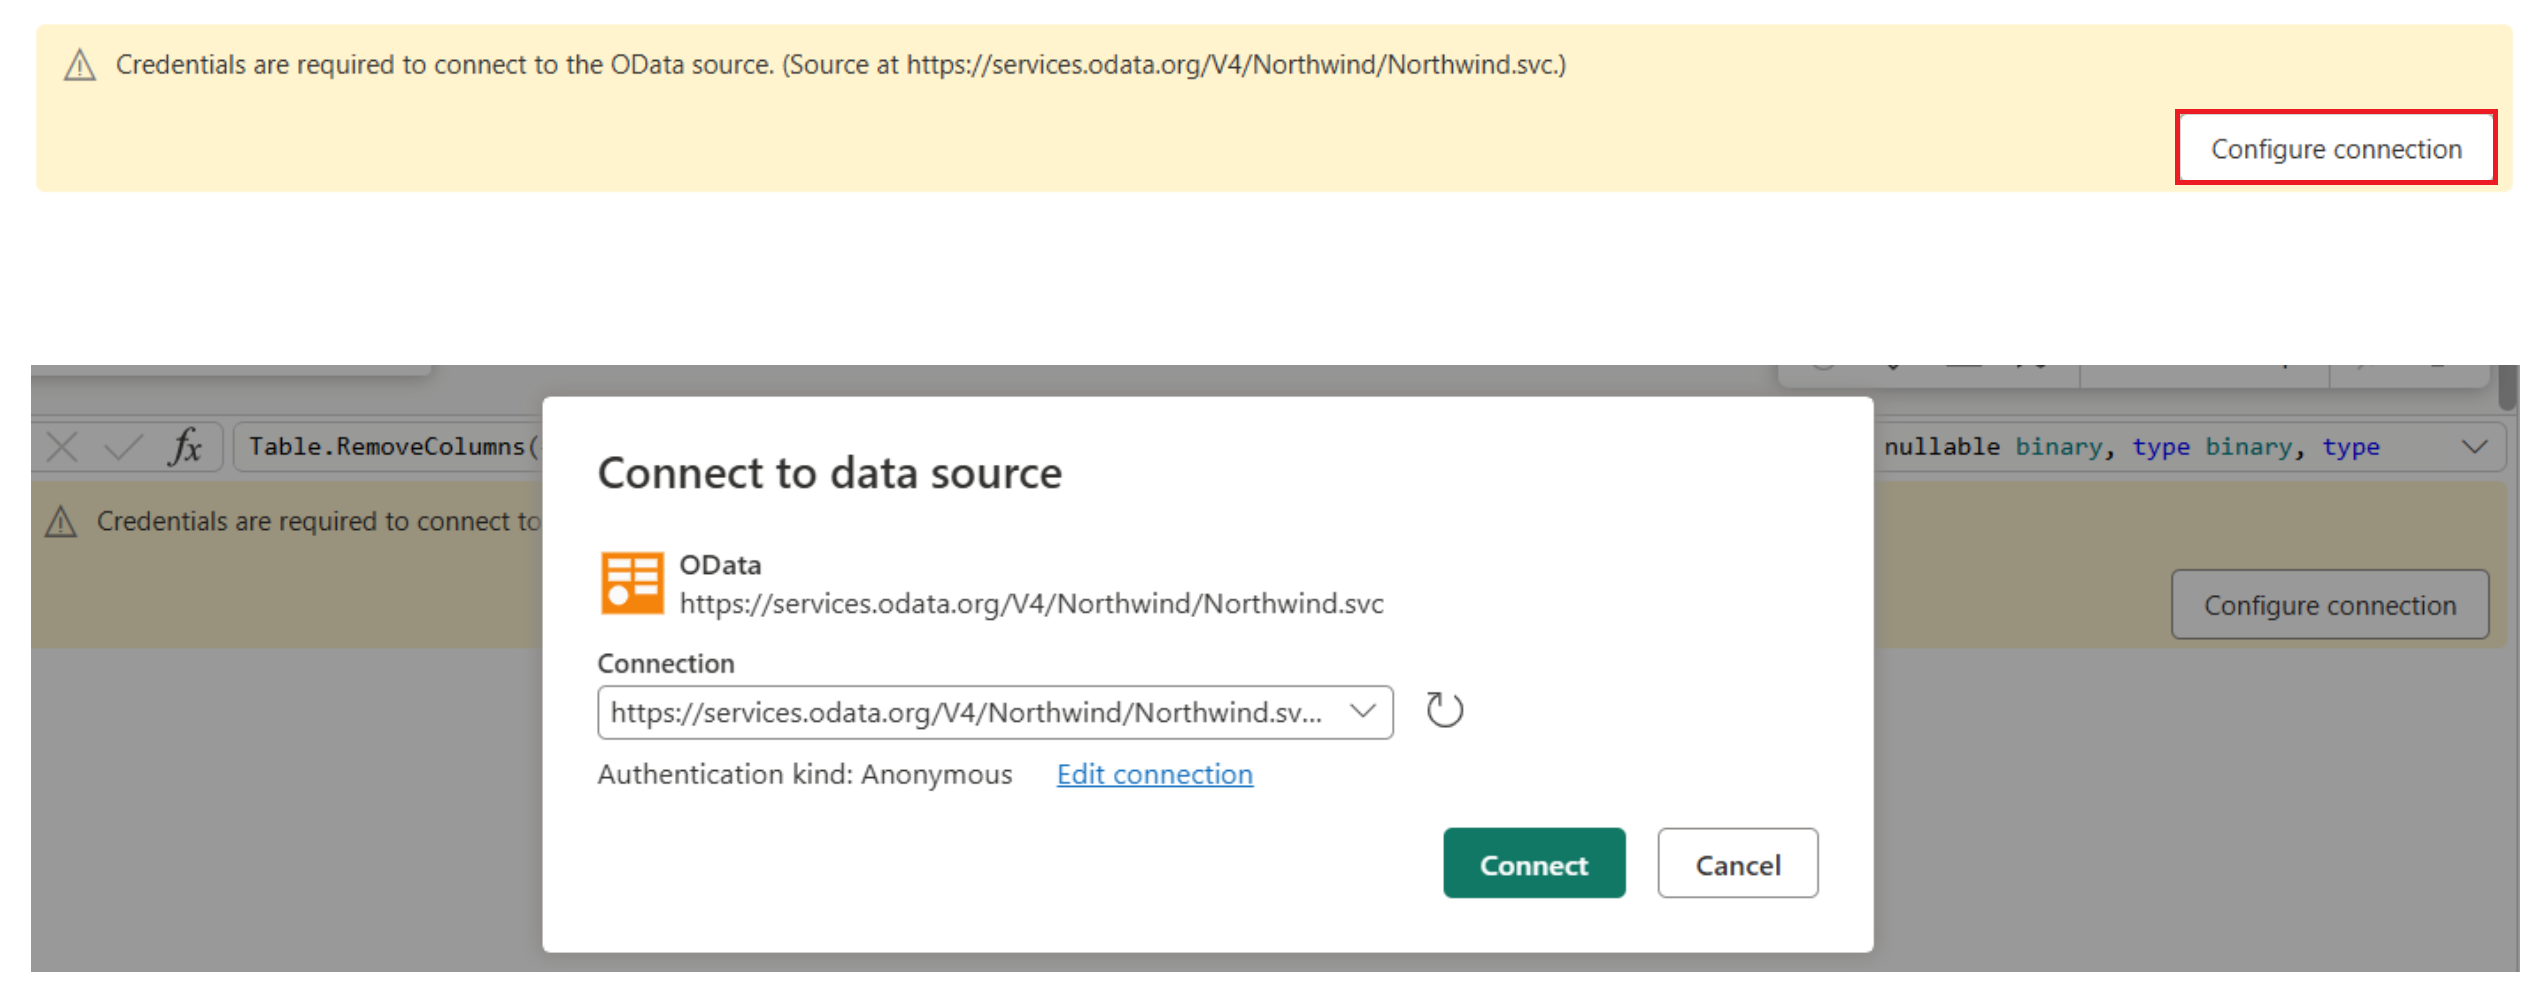 Credentials are required to connect to the OData source. (Source at https://services.odata.org/V4/Northwind/Northwind.svc.)
Configure connection
fx Table.RemoveColumns(
nullable binary, type binary, type
Credentials are required to connect to
Configure connection
Connect to data source
OData
https://services.odata.org/V4/Northwind/Northwind.svc
Connection
https://services.odata.org/V4/Northwind/Northwind.sv...
Authentication kind: Anonymous Edit connection
Connect Cancel